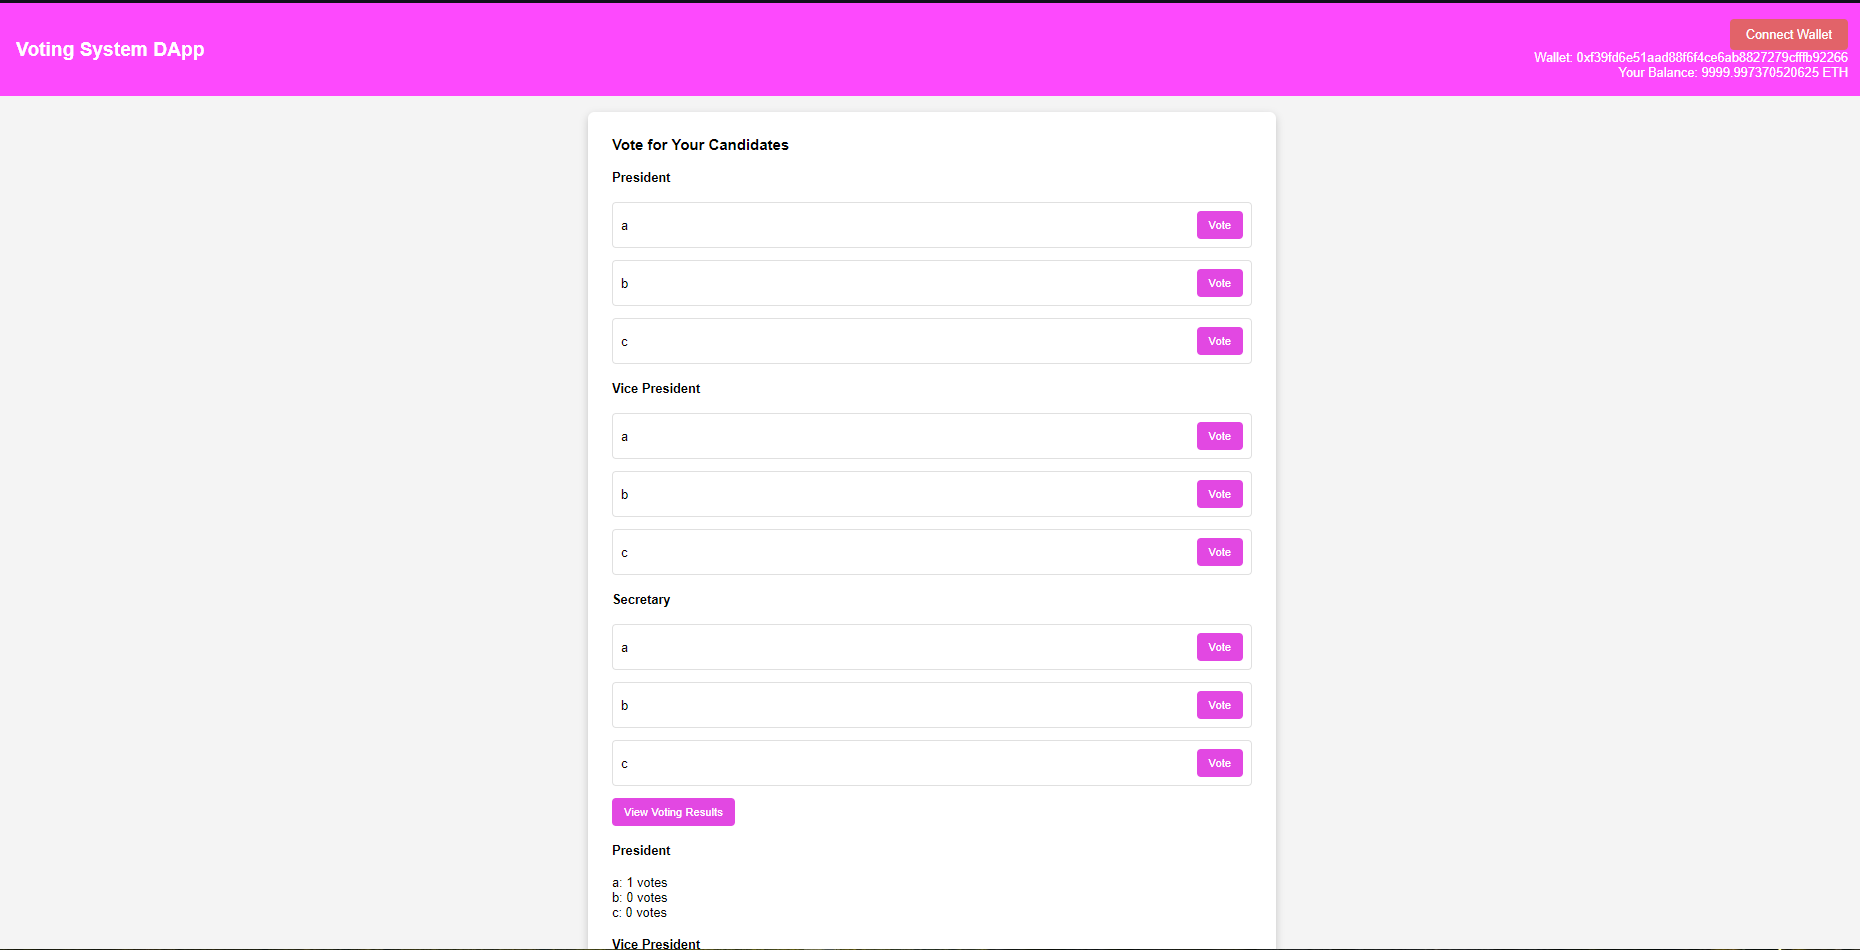 Voting System DApp
Connect Wallet
Wallet: 0xf39fd6e51aad88f6f4ce6ab8827279cfffb92266
Your Balance: 9999.997370520625 ETH
Vote for Your Candidates
President
a Vote
b Vote
c Vote
Vice President
a Vote
b Vote
c Vote
Secretary
a Vote
b Vote
c Vote
View Voting Results
President
a: 1 votes
b: 0 votes
c: 0 votes
Vice President